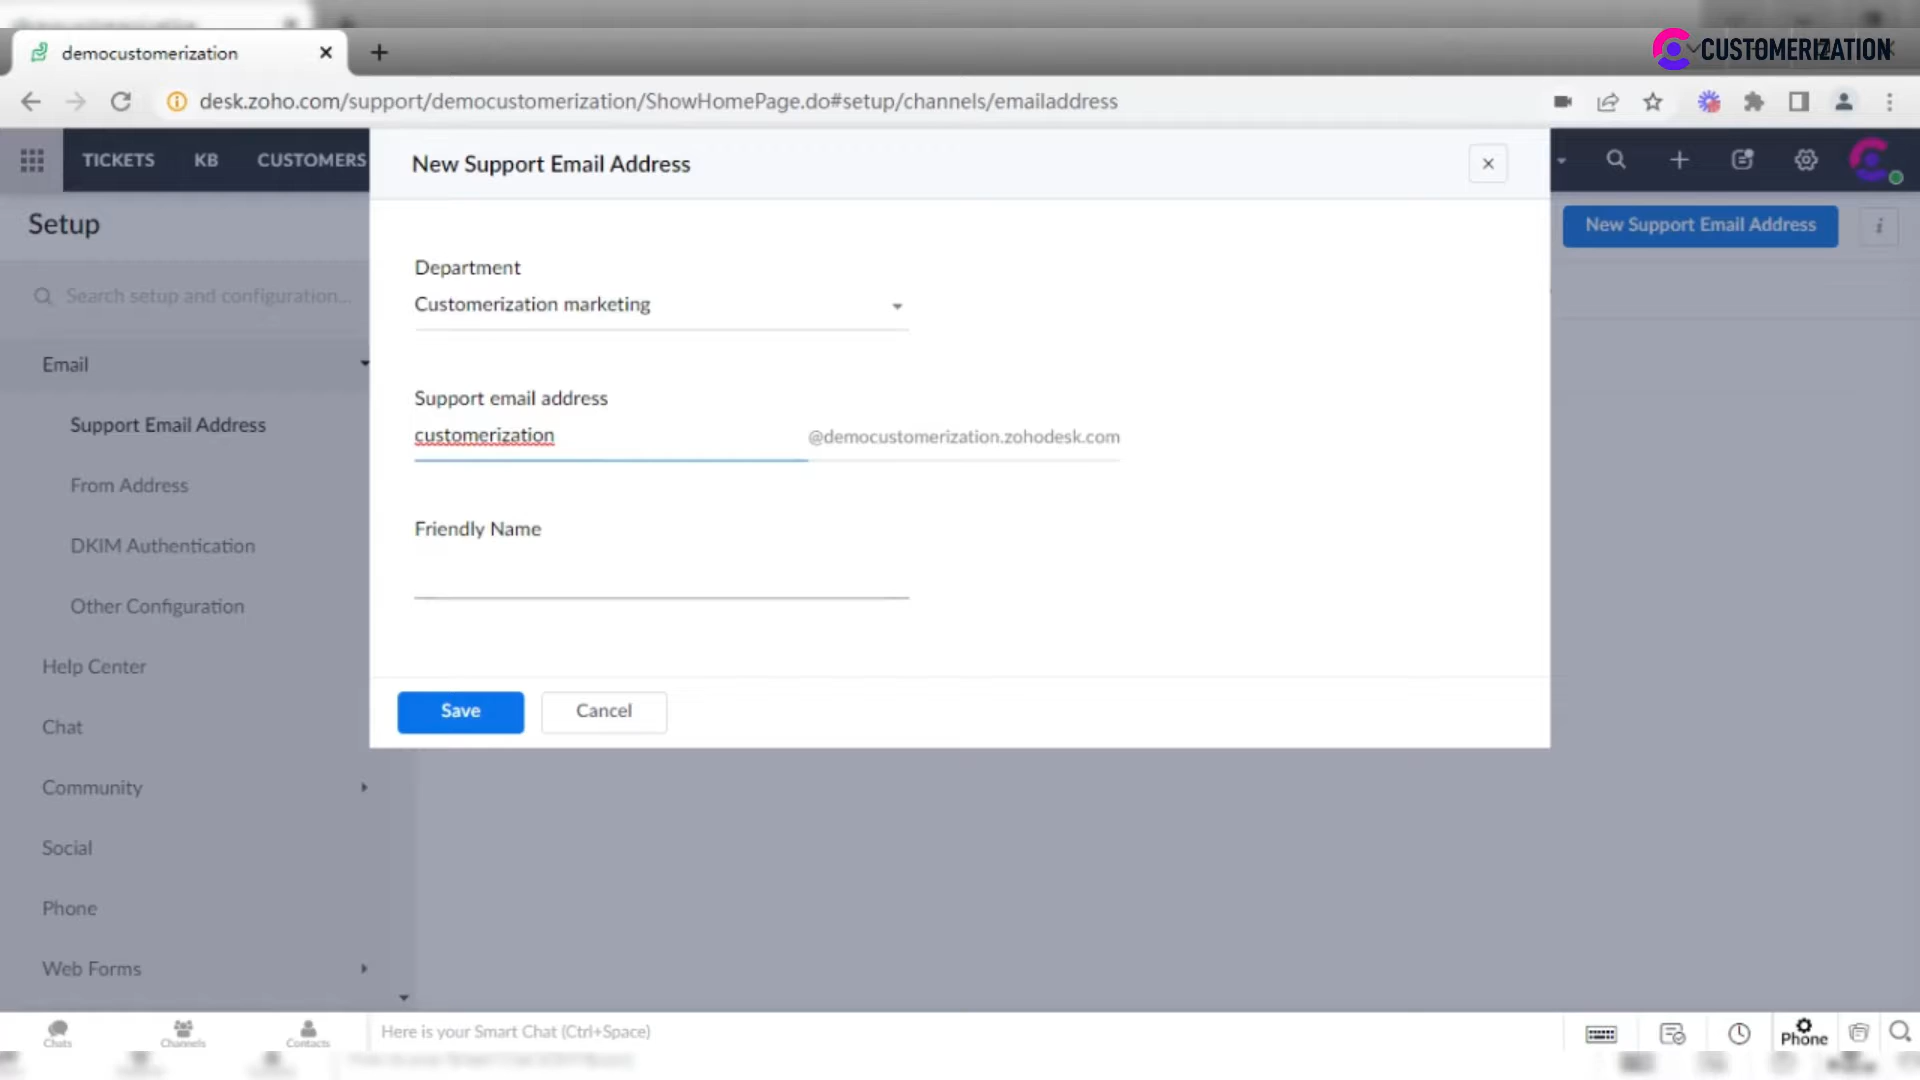 democustomerization
CUSTOMERIZATION
desk.zoho.com/support/democustomerization/ShowHomePage.do#setup/channels/emailaddress
TICKETS KB CUSTOMERS
New Support Email Address
Setup
New Support Email Address
i
Search setup and configuration...
Department
Customerization marketing
Email
Support email address
customerization
@democustomerization.zohodesk.com
Support Email Address
From Address
Friendly Name
DKIM Authentication
Other Configuration
Help Center
Save Cancel
Chat
Community
Social
Phone
Web Forms
Chats Channels Contacts
Here is your Smart Chat (Ctrl+Space)
Phone